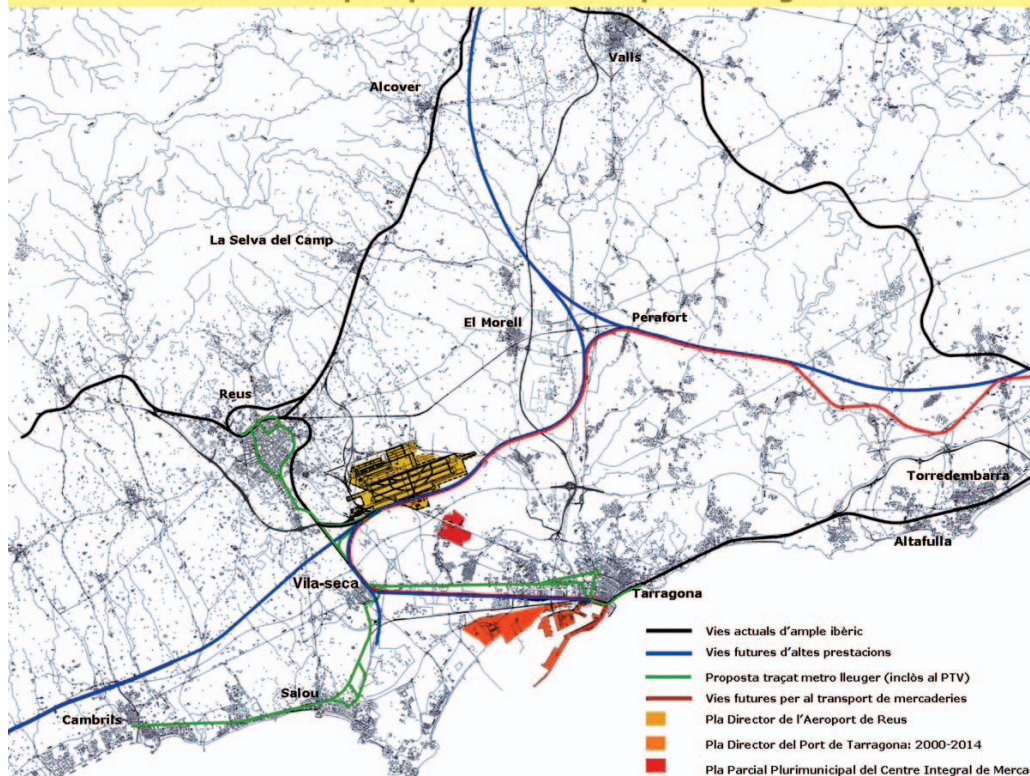 Valls
Alcover
La Selva del Camp
El Morell
Perafort
Reus
Torredembarra
Altafulla
Vila-seca
Tarragona
Salou
Cambrils
Vies actuals d'ample ibèric
Vies futures d'altes prestacions
Proposta traçat metro lleuger (inclòs al PTV)
Vies futures per al transport de mercaderies
Pla Director de l'Aeroport de Reus
Pla Director del Port de Tarragona: 2000-2014
Pla Parcial Plurimunicipal del Centre Integral de Merca